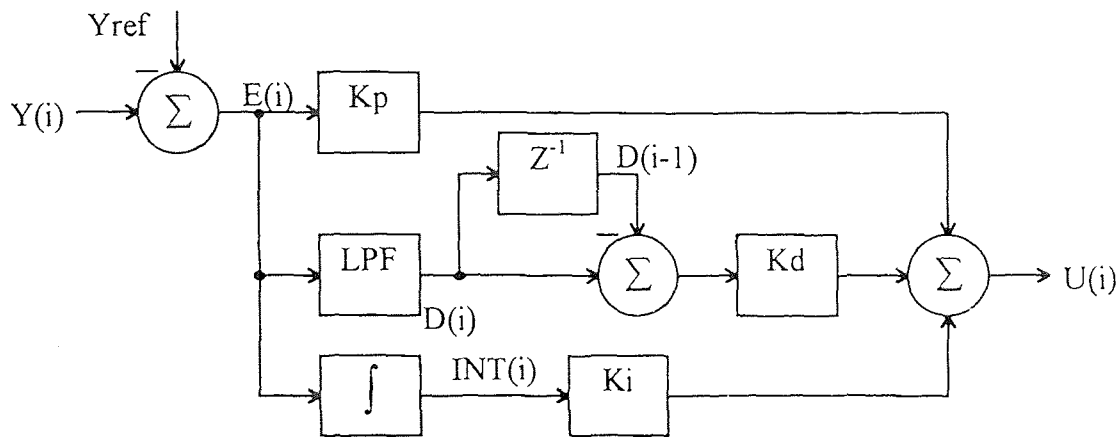 Yref
−
Y(i)
Σ
E(i)
Kp
Z⁻¹
D(i-1)
LPF
D(i)
−
Σ
Kd
Σ
U(i)
∫
INT(i)
Ki